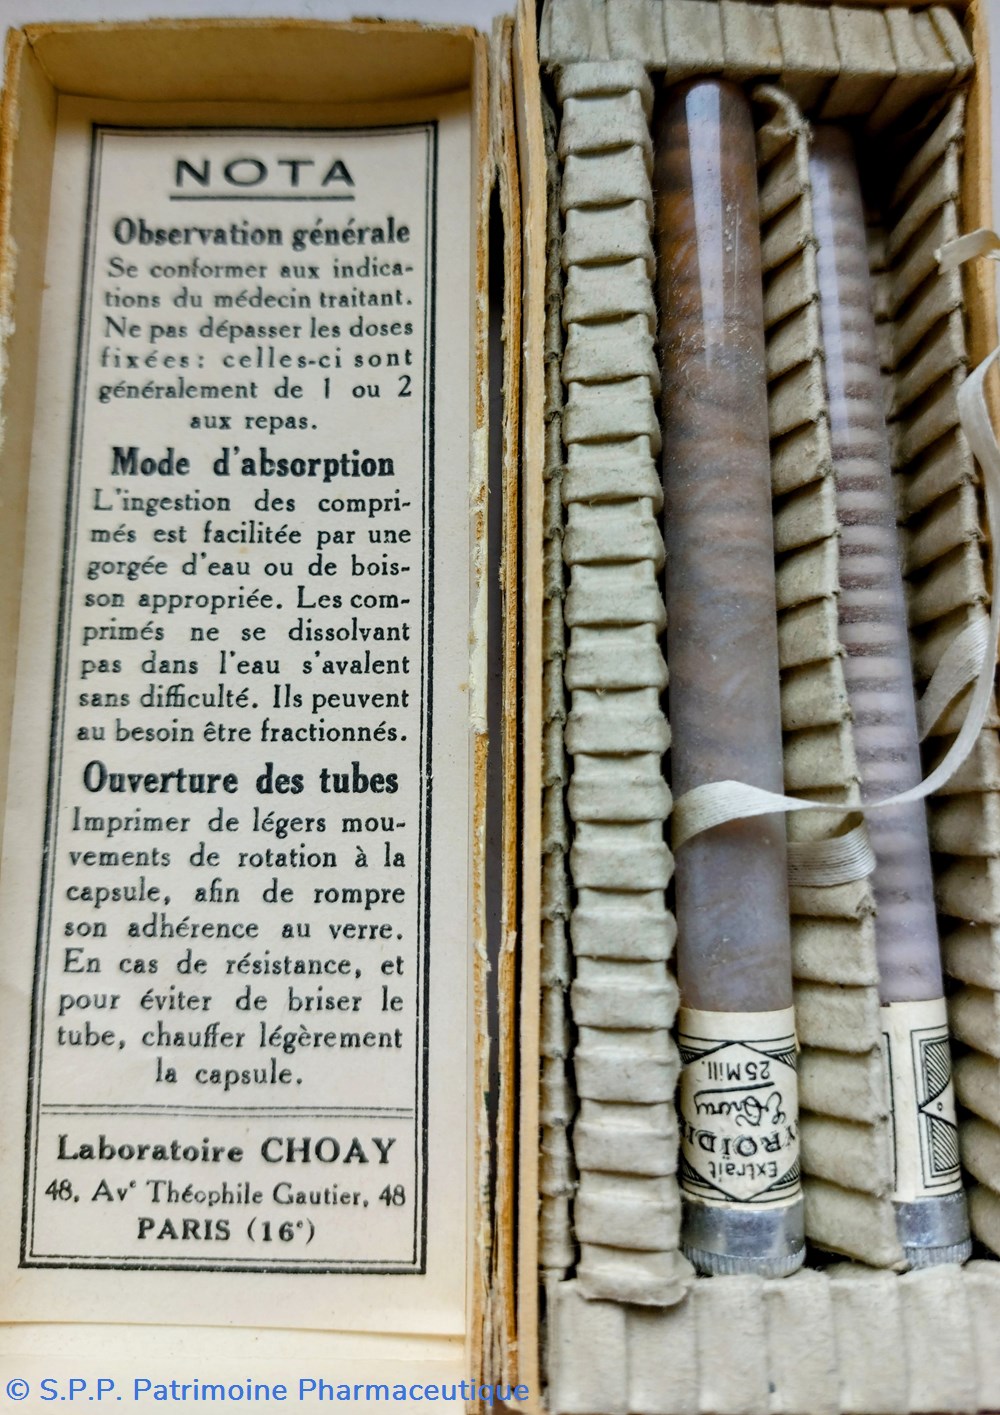 NOTA
Observation générale
Se conformer aux indica-
tions du médecin traitant.
Ne pas dépasser les doses
fixées: celles-ci sont
généralement de 1 ou 2
aux repas.
Mode d'absorption
L'ingestion des compri-
més est facilitée par une
gorgée d'eau ou de bois-
son appropriée. Les com-
primés ne se dissolvant
pas dans l'eau s'avalent
sans difficulté. Ils peuvent
au besoin être fractionnés.
Ouverture des tubes
Imprimer de légers mou-
vements de rotation à la
capsule, afin de rompre
son adhérence au verre.
En cas de résistance, et
pour éviter de briser le
tube, chauffer légèrement
la capsule.
Laboratoire CHOAY
48, Avᵉ Théophile Gautier, 48
PARIS (16ᵉ)
Extrait
Choay
25 Mill.
© S.P.P. Patrimoine Pharmaceutique